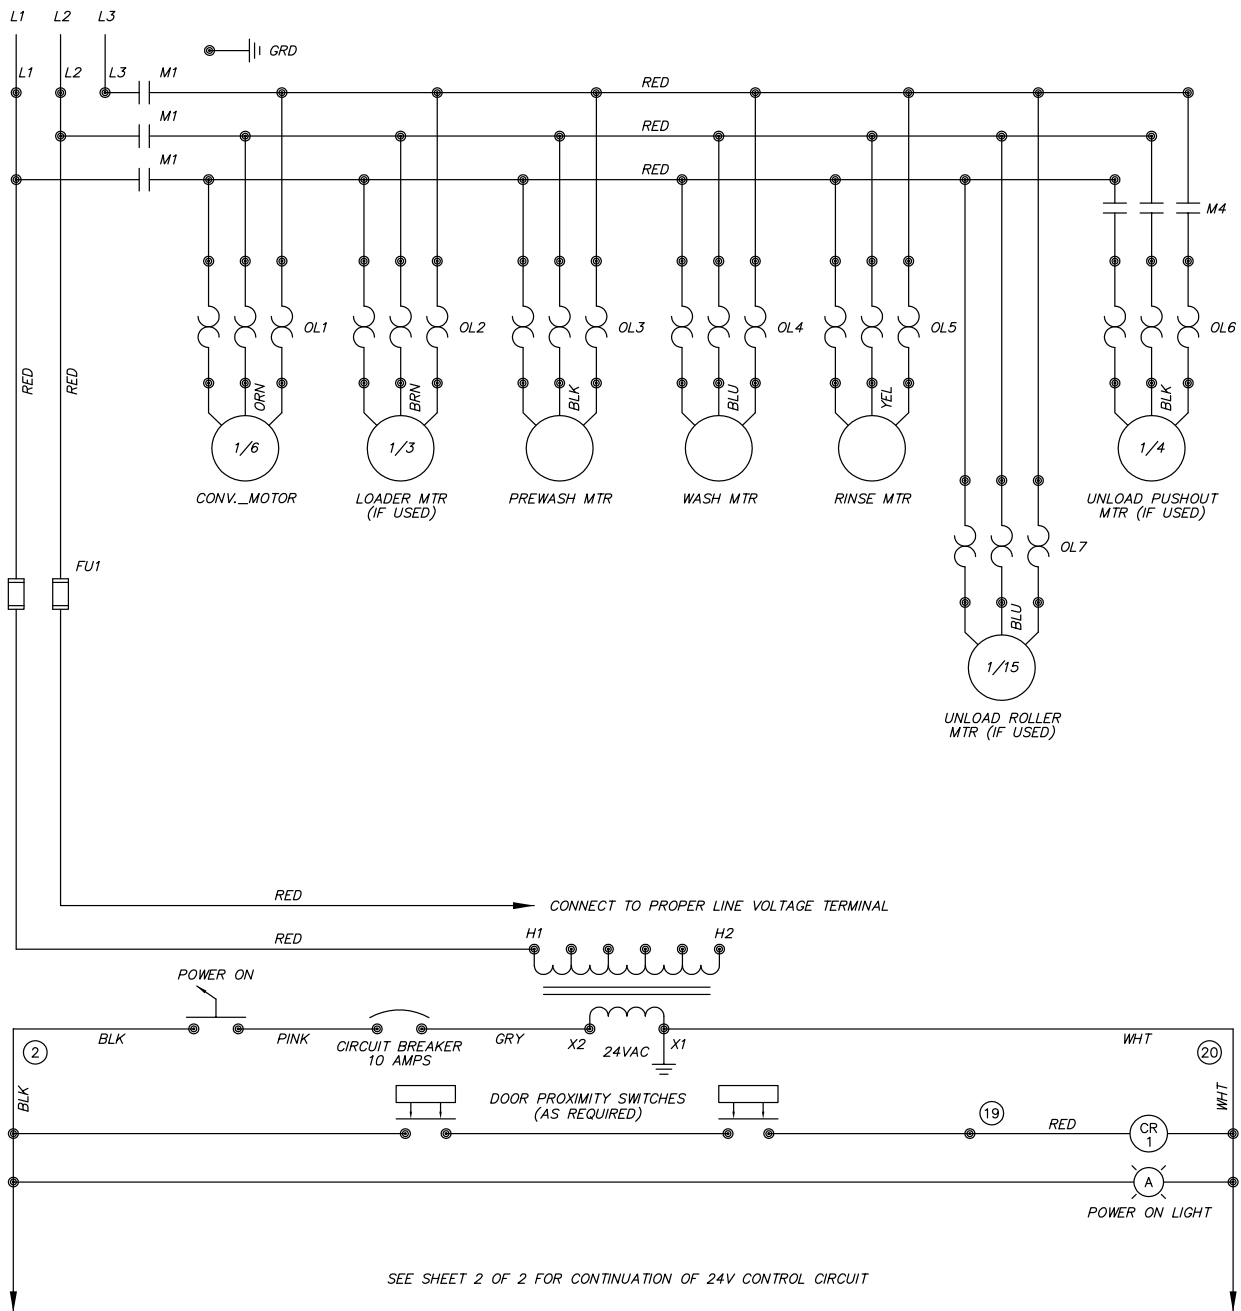 L1 L2 L3
GRD
L1 L2 L3 M1
RED
M1
RED
M1
RED
M4
OL1 OL2 OL3 OL4 OL5 OL6
RED RED
ORN BRN BLK BLU YEL BLK
1/6 1/3 1/4
CONV._MOTOR
LOADER MTR
(IF USED)
PREWASH MTR
WASH MTR
RINSE MTR
UNLOAD PUSHOUT
MTR (IF USED)
OL7
FU1
BLU
1/15
UNLOAD ROLLER
MTR (IF USED)
RED
CONNECT TO PROPER LINE VOLTAGE TERMINAL
RED
H1 H2
POWER ON
BLK PINK
CIRCUIT BREAKER
10 AMPS
GRY
X2 24VAC X1
WHT
2
20
BLK
WHT
DOOR PROXIMITY SWITCHES
(AS REQUIRED)
19
RED
CR
1
A
POWER ON LIGHT
SEE SHEET 2 OF 2 FOR CONTINUATION OF 24V CONTROL CIRCUIT